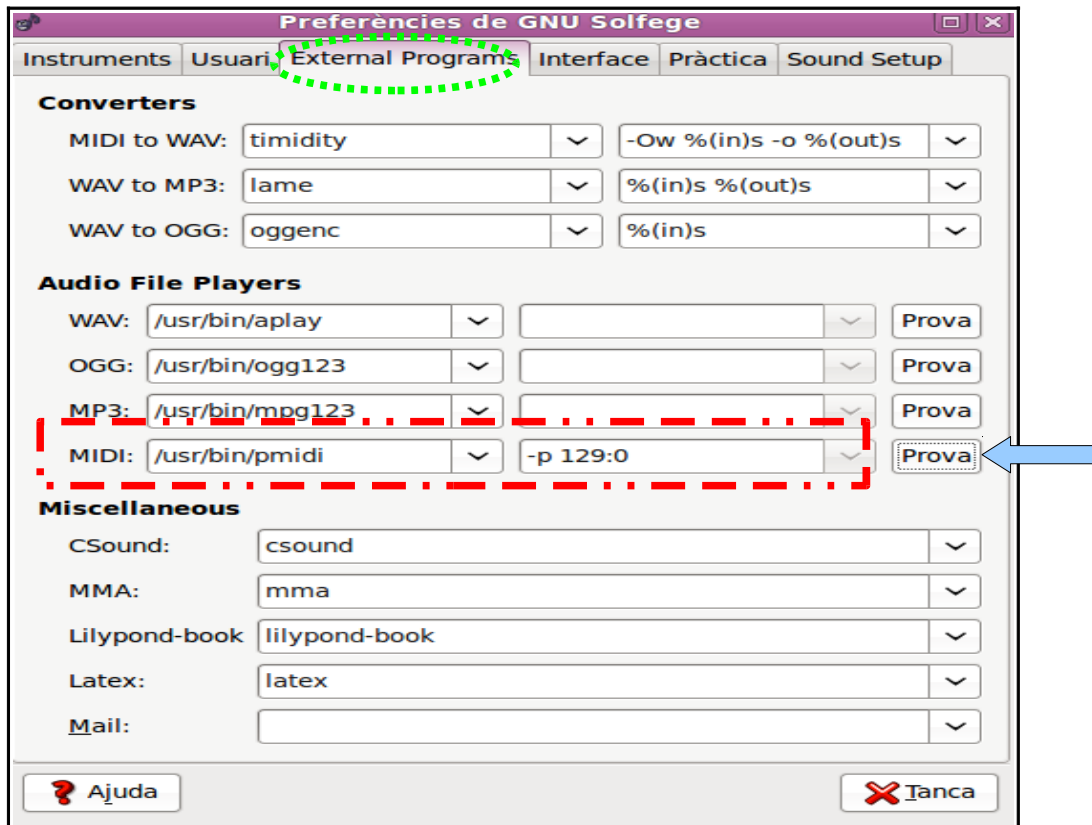 Preferències de GNU Solfege
Instruments Usuari External Programs Interface Pràctica Sound Setup
Converters
MIDI to WAV: timidity -Ow %(in)s -o %(out)s
WAV to MP3: lame %(in)s %(out)s
WAV to OGG: oggenc %(in)s
Audio File Players
WAV: /usr/bin/aplay Prova
OGG: /usr/bin/ogg123 Prova
MP3: /usr/bin/mpg123 Prova
MIDI: /usr/bin/pmidi -p 129:0 Prova
Miscellaneous
CSound: csound
MMA: mma
Lilypond-book lilypond-book
Latex: latex
Mail:
Ajuda Tanca